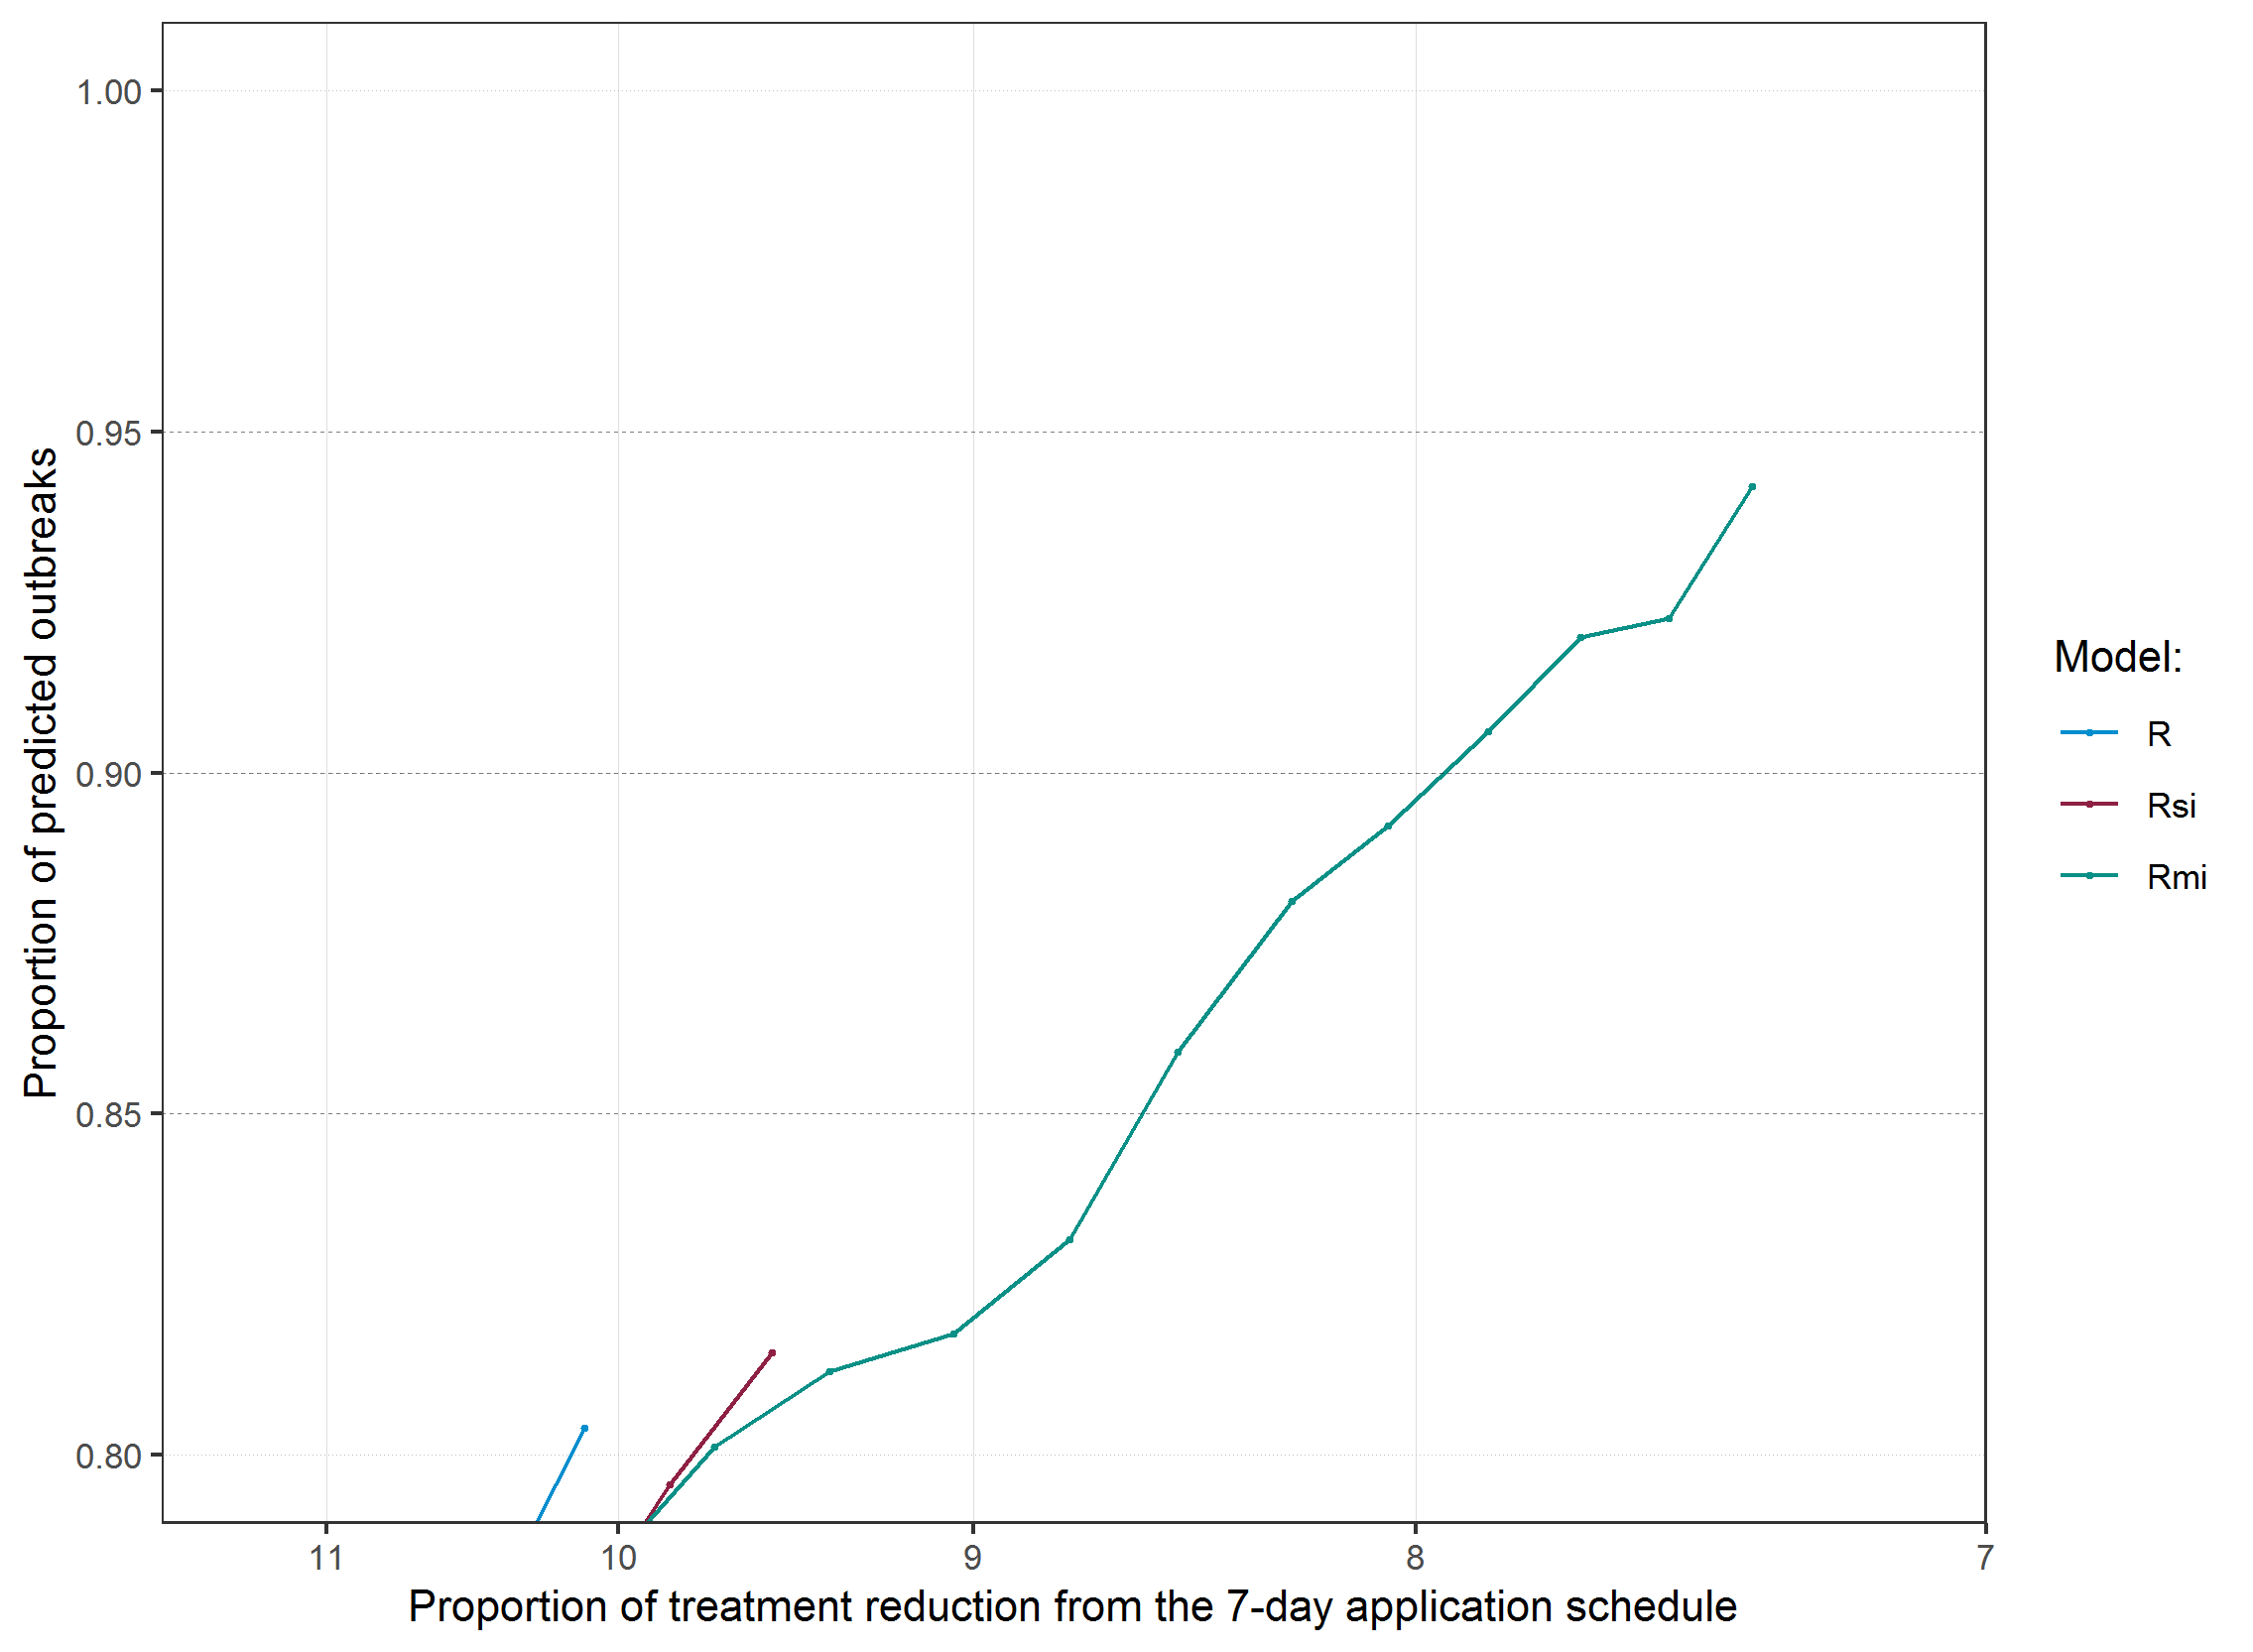 1.00
0.95
0.90
0.85
0.80
Proportion of predicted outbreaks
11 10 9 8 7
Proportion of treatment reduction from the 7-day application schedule
Model:
R
Rsi
Rmi